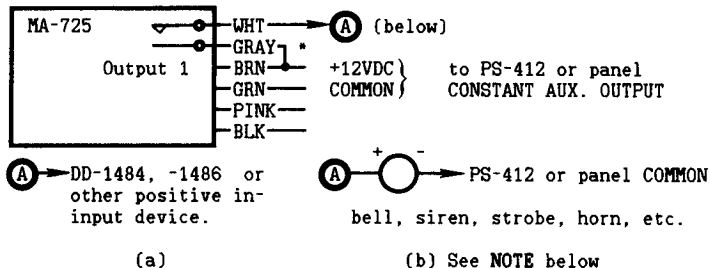 MA-725
WHT A (below)
GRAY *
Output 1 BRN +12VDC to PS-412 or panel
GRN COMMON CONSTANT AUX. OUTPUT
PINK
BLK
A DD-1484, -1486 or
other positive in-
input device.
A + - PS-412 or panel COMMON
bell, siren, strobe, horn, etc.
(a) (b) See NOTE below